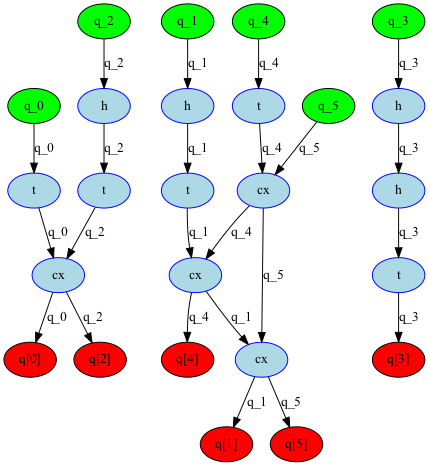 q_2 q_1 q_4 q_3
q_2 q_1 q_4 q_3
q_0 h h t q_5 h
q_0 q_2 q_1 q_4 q_5 q_3
t t t cx h
q_0 q_2 q_1 q_4 q_3
cx cx q_5 t
q_0 q_2 q_4 q_1 q_3
q[0] q[2] q[4] cx q[3]
q_1 q_5
q[1] q[5]